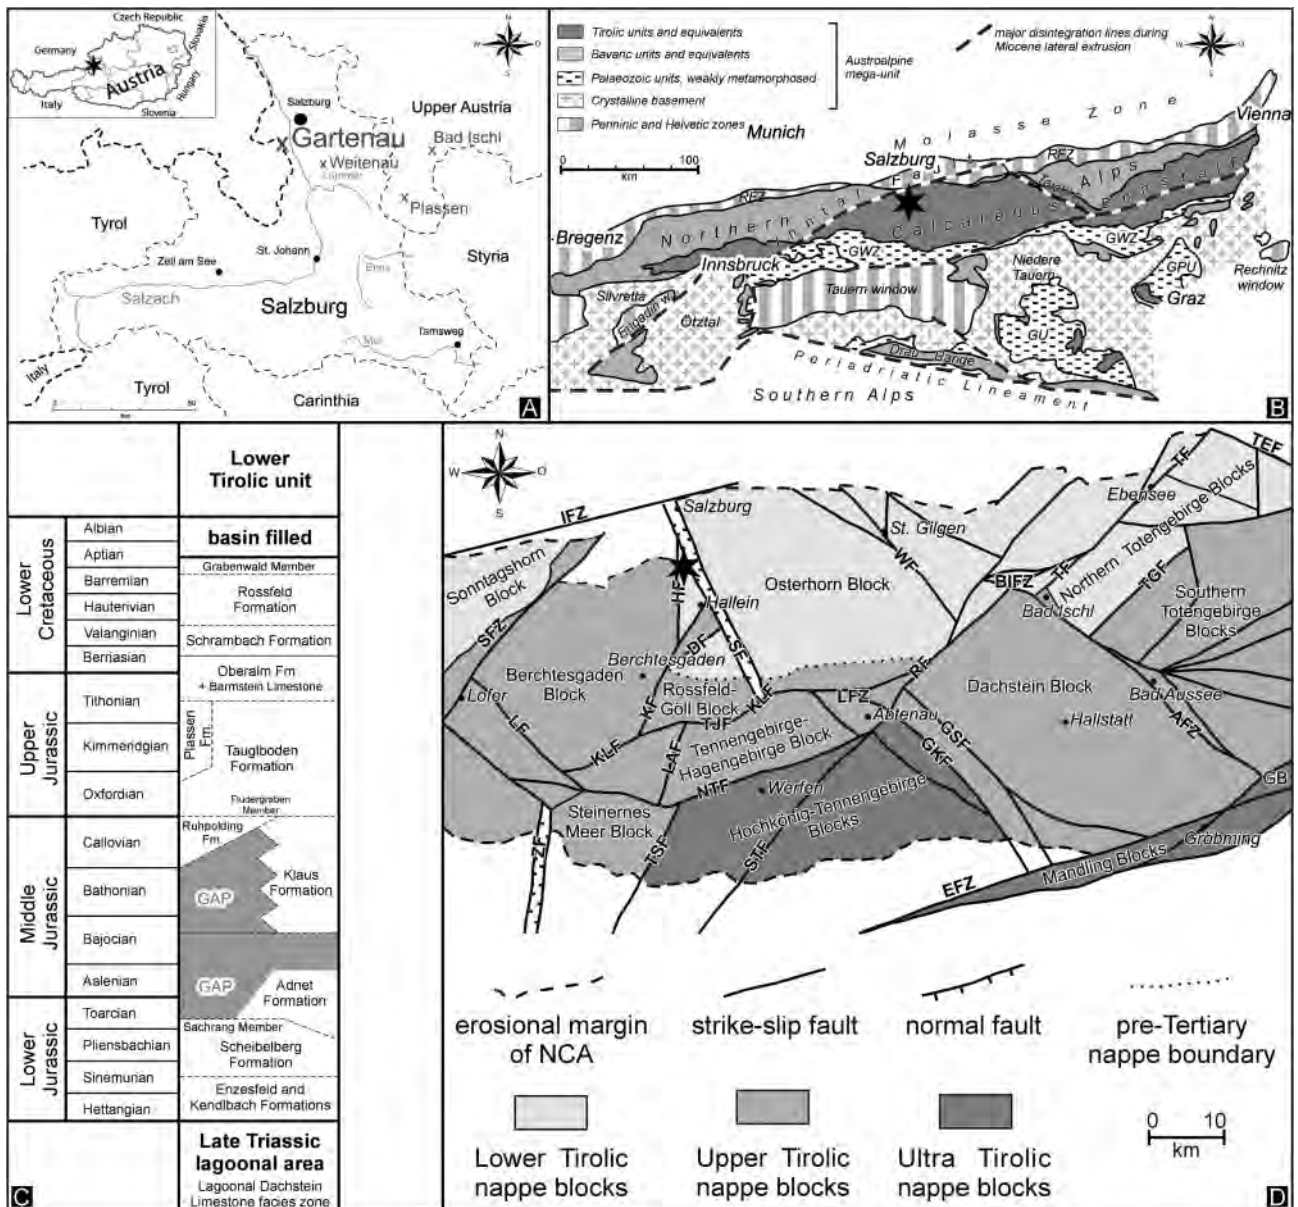 Czech Republic
Germany
Slovakia
Austria
Hungary
Italy
Slovenia
N
W
O
S
Salzburg
Upper Austria
Gartenau
Bad Ischl
Weitenau
Lammer
Plassen
Tyrol
St. Johann
Zell am See
Enns
Styria
Salzach
Salzburg
Tamsweg
Mur
Italy
Tyrol
Carinthia
0
50
km
A
Tirolic units and equivalents
Bavaric units and equivalents
Palaeozoic units, weakly metamorphosed
Crystalline basement
Penninic and Helvetic zones
Austroalpine
mega-unit
major disintegration lines during
Miocene lateral extrusion
N
W
O
S
Munich
0
100
km
Molasse Zone
Vienna
Salzburg
RFZ
RFZ
Northern
Calcareous
Alps
Inntal
Bregenz
Innsbruck
GWZ
GWZ
Niedere
Tauern
GPU
Rechnitz
window
Graz
Silvretta
Engadin w.
Ötztal
Tauern window
GU
Drau Range
Periadriatic Lineament
Southern Alps
B
Lower
Tirolic unit
Lower
Cretaceous
Albian
Aptian
Barremian
Hauterivian
Valanginian
Berriasian
basin filled
Grabenwald Member
Rossfeld
Formation
Schrambach Formation
Oberalm Fm
+ Barmstein Limestone
Upper
Jurassic
Tithonian
Kimmeridgian
Oxfordian
Plassen
Fm.
Tauglboden
Formation
Fludergraben
Member
Middle
Jurassic
Callovian
Bathonian
Bajocian
Aalenian
Ruhpolding
Fm.
Klaus
Formation
GAP
GAP
Adnet
Formation
Lower
Jurassic
Toarcian
Pliensbachian
Sinemurian
Hettangian
Sachrang Member
Scheibelberg
Formation
Enzesfeld and
Kendlbach Formations
Late Triassic
lagoonal area
Lagoonal Dachstein
Limestone facies zone
C
N
W
O
S
IFZ
Salzburg
TEF
TF
Ebensee
St. Gilgen
Sonntagshorn
Block
HF
Osterhorn Block
WF
BIFZ
TF
Northern Totengebirge Blocks
TGF
Hallein
Bad Ischl
Southern
Totengebirge
Blocks
SFZ
DF
SF
Berchtesgaden
Berchtesgaden
Block
Rossfeld-
Göll Block
KLF
RF
LFZ
Dachstein Block
Bad Aussee
Lofer
LF
KF
TJF
Abtenau
Hallstatt
AFZ
KLF
LAF
Tennengebirge-
Hagengebirge Block
GSF
GKF
NTF
Werfen
GB
Steinernes
Meer Block
Hochkönig-Tennengebirge
Blocks
Gröbming
ZF
TSF
STF
Mandling Blocks
EFZ
erosional margin
of NCA
strike-slip fault
normal fault
pre-Tertiary
nappe boundary
Lower Tirolic
nappe blocks
Upper Tirolic
nappe blocks
Ultra Tirolic
nappe blocks
0 10
km
D